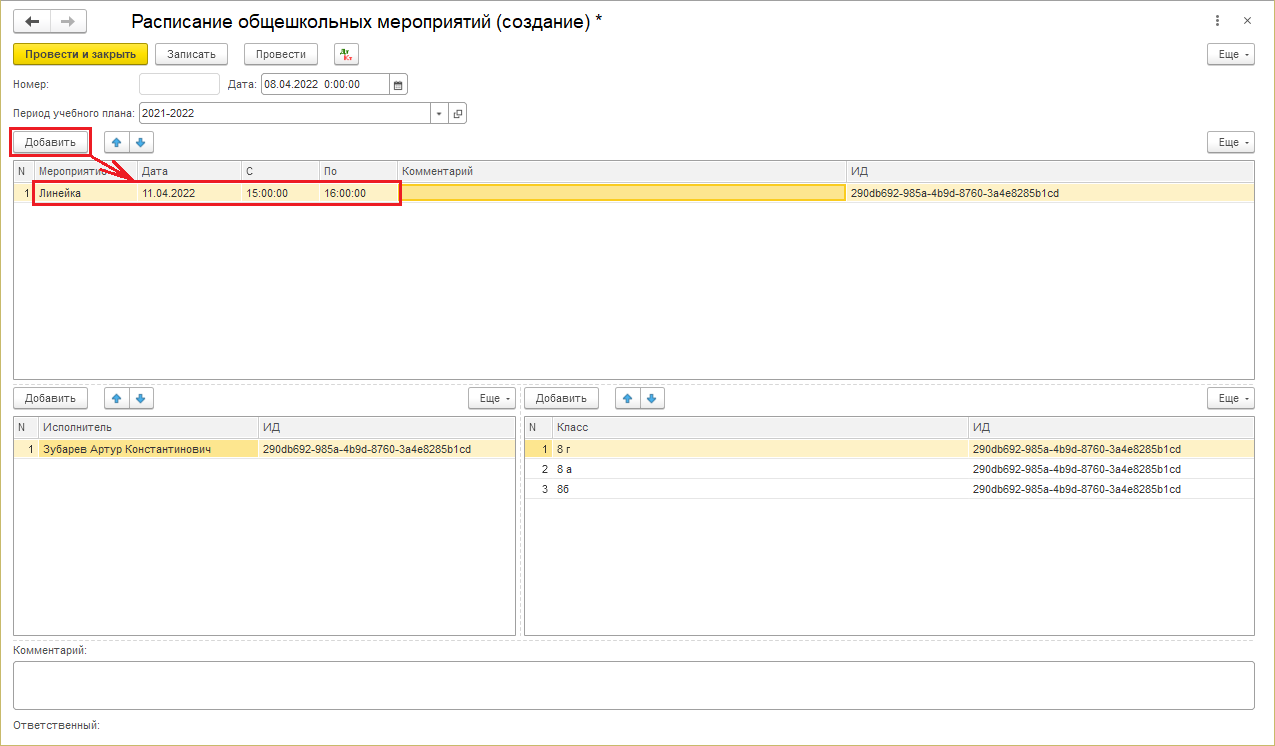 Расписание общешкольных мероприятий (создание) *
Провести и закрыть Записать Провести Дт Кт Еще
Номер: Дата: 08.04.2022 0:00:00
Период учебного плана: 2021-2022
Добавить Еще
N Мероприятие Дата С По Комментарий ИД
1 Линейка 11.04.2022 15:00:00 16:00:00 290db692-985a-4b9d-8760-3a4e8285b1cd
Добавить Еще Добавить Еще
N Исполнитель ИД N Класс ИД
1 Зубарев Артур Константинович 290db692-985a-4b9d-8760-3a4e8285b1cd 1 8 г 290db692-985a-4b9d-8760-3a4e8285b1cd
2 8 а 290db692-985a-4b9d-8760-3a4e8285b1cd
3 8б 290db692-985a-4b9d-8760-3a4e8285b1cd
Комментарий:
Ответственный: